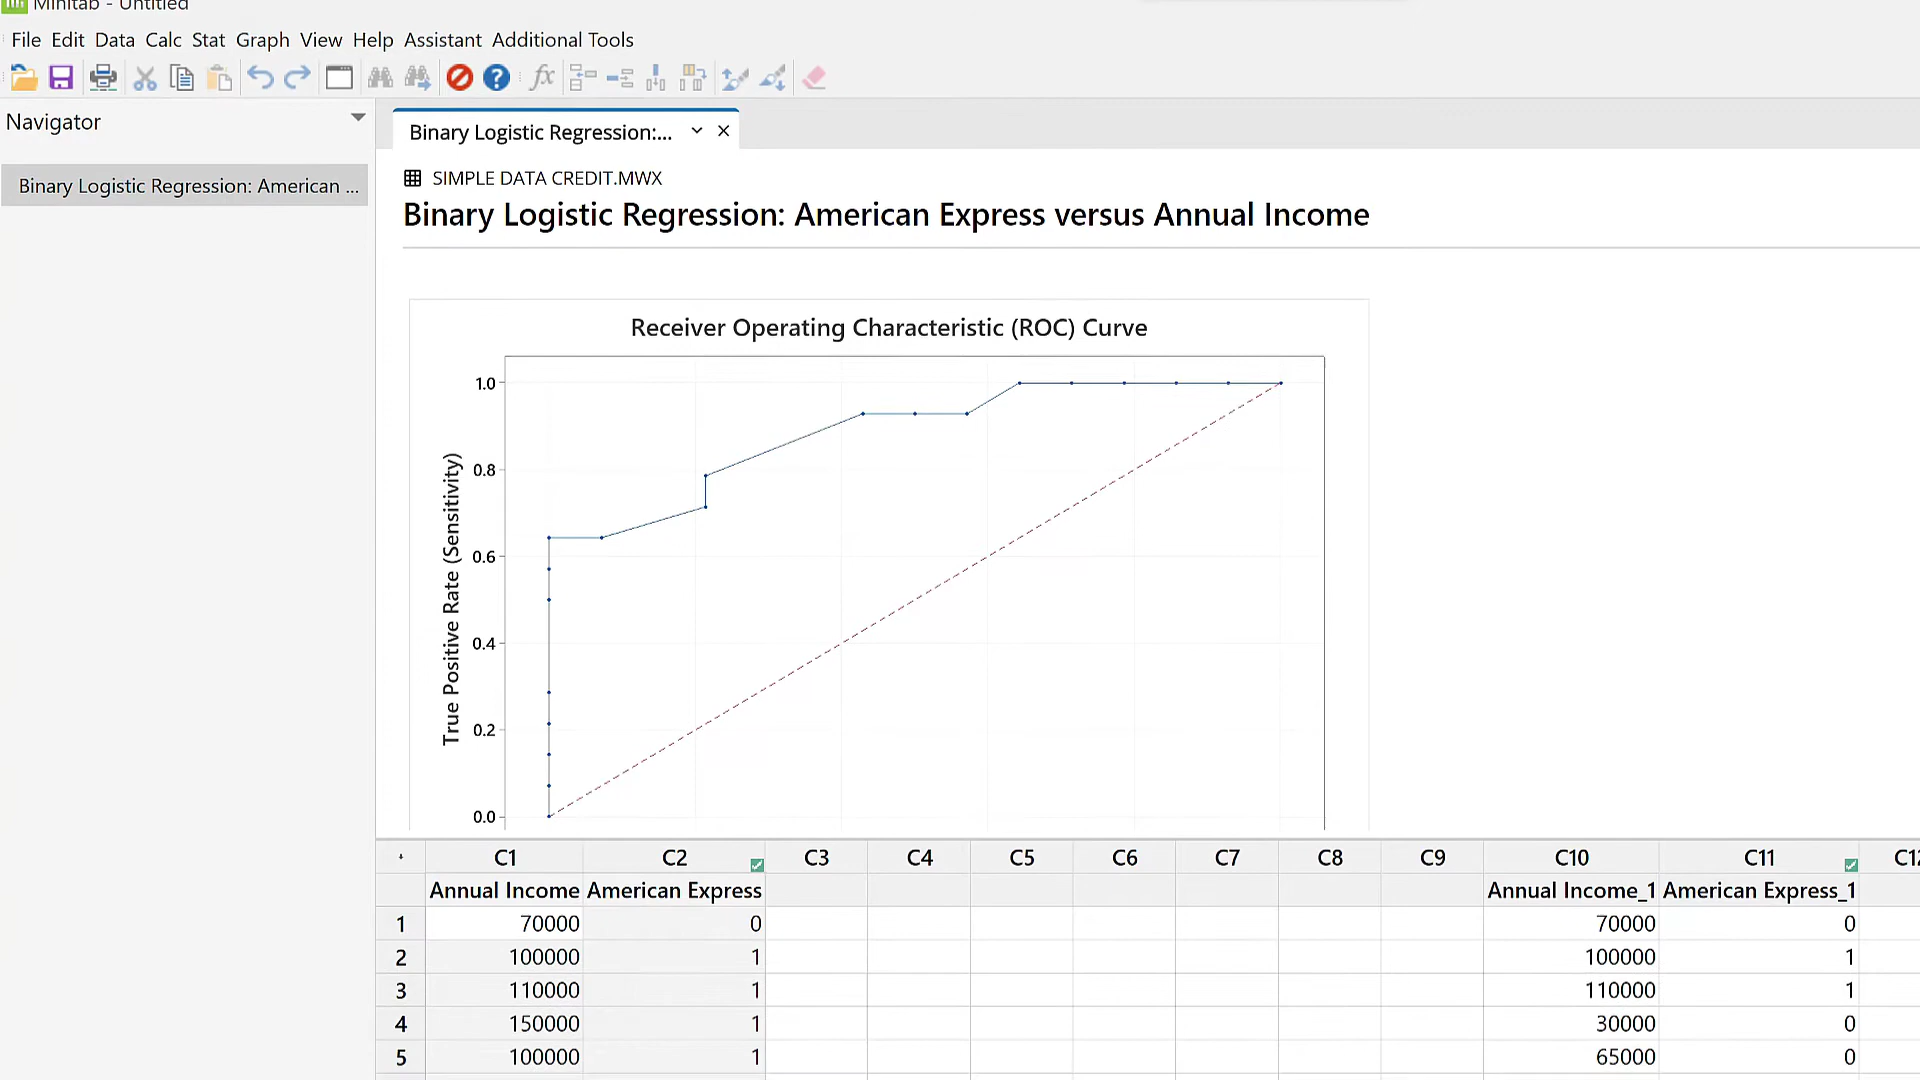 Minitab - Untitled
File Edit Data Calc Stat Graph View Help Assistant Additional Tools
Navigator
Binary Logistic Regression:...
Binary Logistic Regression: American ...
SIMPLE DATA CREDIT.MWX
Binary Logistic Regression: American Express versus Annual Income
Receiver Operating Characteristic (ROC) Curve
True Positive Rate (Sensitivity)
1.0
0.8
0.6
0.4
0.2
0.0
C1 C2 C3 C4 C5 C6 C7 C8 C9 C10 C11
Annual Income American Express Annual Income_1 American Express_1
1 70000 0 70000 0
2 100000 1 100000 1
3 110000 1 110000 1
4 150000 1 30000 0
5 100000 1 65000 0